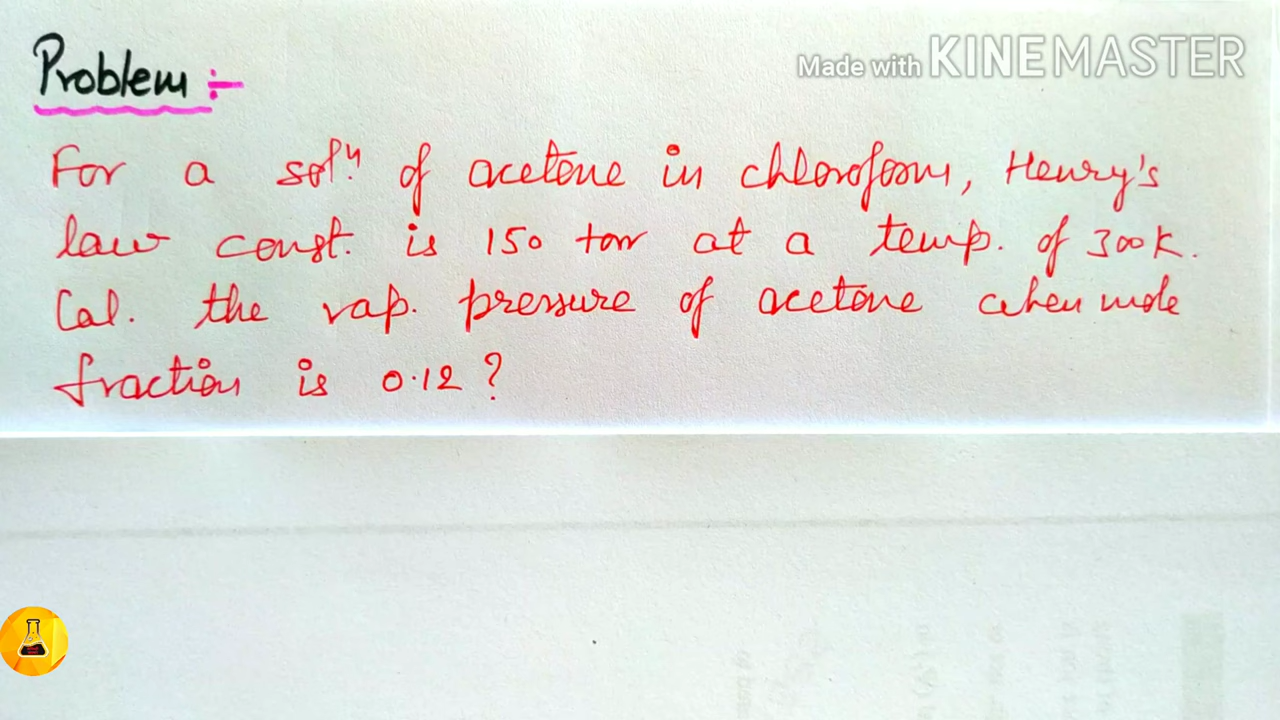 Problem :-
Made with KINEMASTER
For a solⁿ. of acetone in chloroform, Henry's
law const. is 150 torr at a temp. of 300K.
Cal. the vap. pressure of acetone when mole
fraction is 0.12 ?